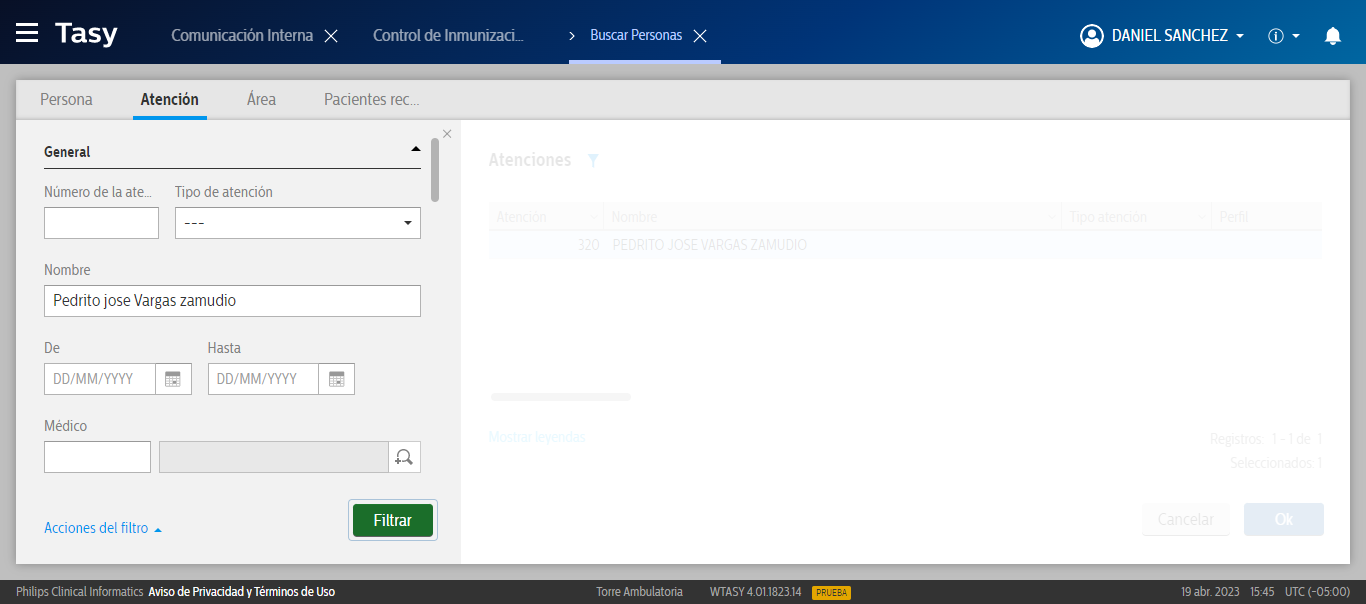 Tasy
Comunicación Interna
Control de Inmunizaci...
Buscar Personas
DANIEL SANCHEZ
Persona
Atención
Área
Pacientes rec...
General
Número de la ate...
Tipo de atención
---
Nombre
Pedrito jose Vargas zamudio
De
Hasta
DD/MM/YYYY
DD/MM/YYYY
Médico
Acciones del filtro
Filtrar
Atenciones
Atención
Nombre
Tipo atención
Perfil
320
PEDRITO JOSE VARGAS ZAMUDIO
Mostrar leyendas
Registros: 1 - 1 de 1
Seleccionados: 1
Cancelar
Ok
Philips Clinical Informatics Aviso de Privacidad y Términos de Uso
Torre Ambulatoria
WTASY 4.01.1823.14
PRUEBA
19 abr. 2023
15:45
UTC (-05:00)